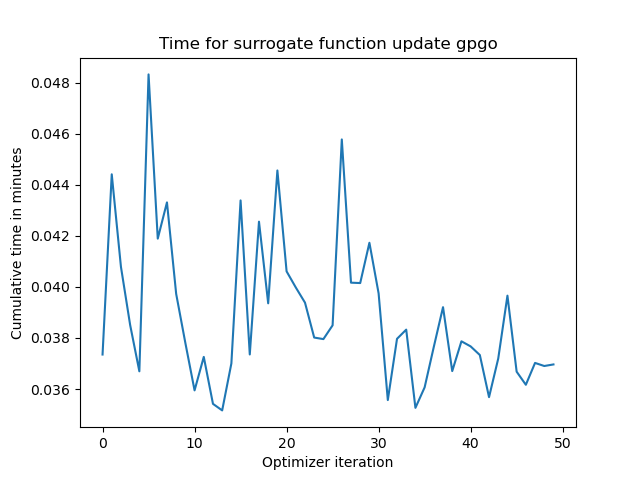 Time for surrogate function update gpgo
Cumulative time in minutes
0.048
0.046
0.044
0.042
0.040
0.038
0.036
0 10 20 30 40 50
Optimizer iteration